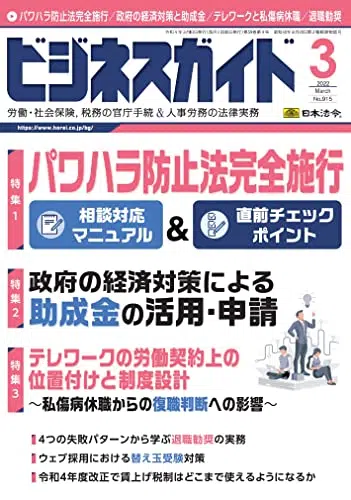 パワハラ防止法完全施行／政府の経済対策と助成金／テレワークと私傷病休職／退職勧奨
ビジネスガイド
3
2022
March
No.915
労働・社会保険，税務の官庁手続＆人事労務の法律実務
https://www.horei.co.jp/bg/
日本法令
特集1
パワハラ防止法完全施行
相談対応
マニュアル
&
直前チェック
ポイント
特集2
政府の経済対策による
助成金の活用・申請
特集3
テレワークの労働契約上の
位置付けと制度設計
〜私傷病休職からの復職判断への影響〜
4つの失敗パターンから学ぶ退職勧奨の実務
ウェブ採用における替え玉受験対策
令和4年度改正で賃上げ税制はどこまで使えるようになるか